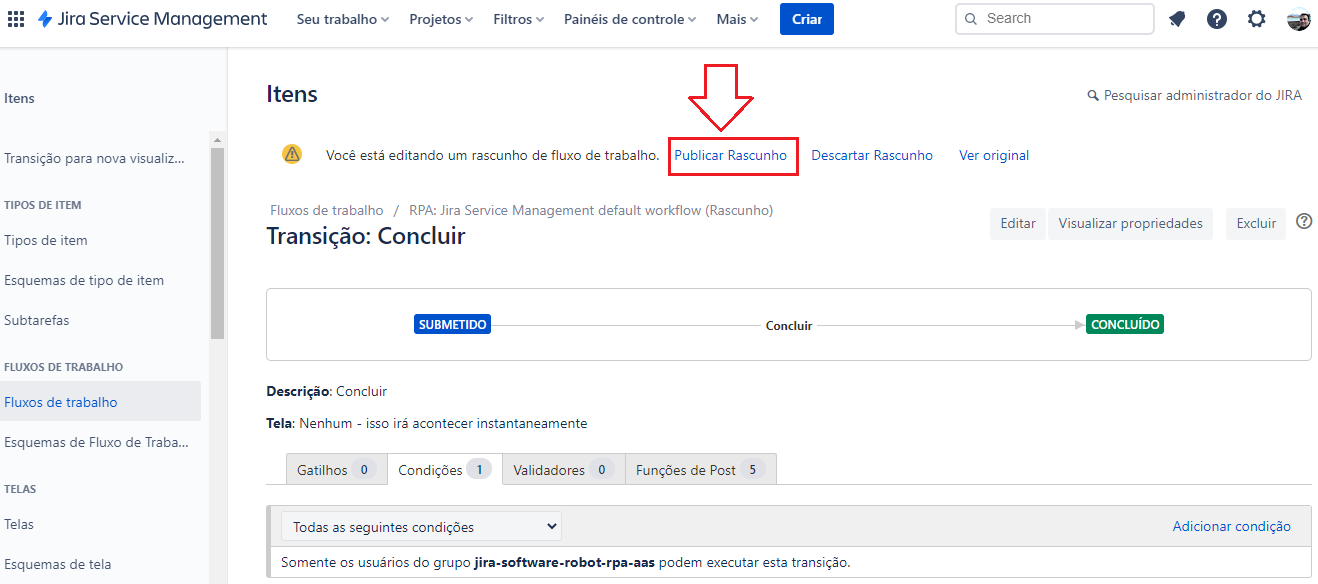 Jira Service Management Seu trabalho Projetos Filtros Painéis de controle Mais Criar Search
Itens
Transição para nova visualiz...
TIPOS DE ITEM
Tipos de item
Esquemas de tipo de item
Subtarefas
FLUXOS DE TRABALHO
Fluxos de trabalho
Esquemas de Fluxo de Traba...
TELAS
Telas
Esquemas de tela
Itens
Pesquisar administrador do JIRA
Você está editando um rascunho de fluxo de trabalho. Publicar Rascunho Descartar Rascunho Ver original
Fluxos de trabalho / RPA: Jira Service Management default workflow (Rascunho)
Transição: Concluir
Editar Visualizar propriedades Excluir
SUBMETIDO Concluir CONCLUÍDO
Descrição: Concluir
Tela: Nenhum - isso irá acontecer instantaneamente
Gatilhos 0 Condições 1 Validadores 0 Funções de Post 5
Todas as seguintes condições Adicionar condição
Somente os usuários do grupo jira-software-robot-rpa-aas podem executar esta transição.